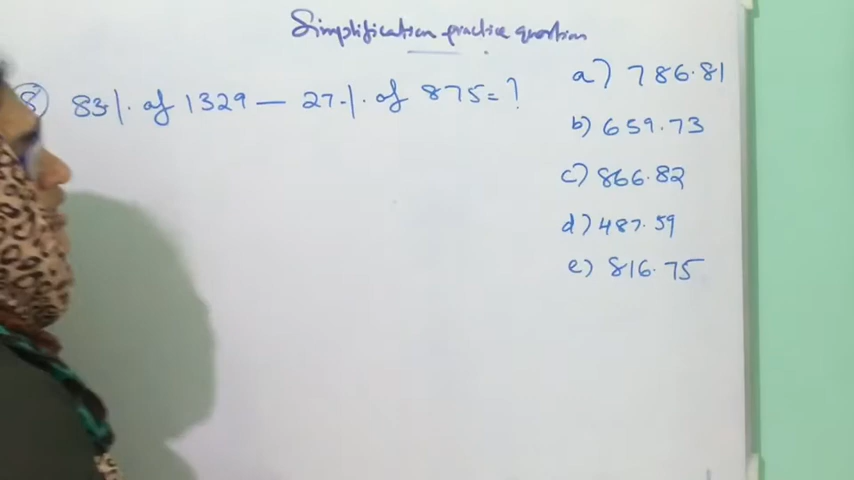 Simplification practice question
8) 83% of 1329 — 27% of 875 = ?
a) 786.81
b) 659.73
c) 866.82
d) 487.59
e) 816.75